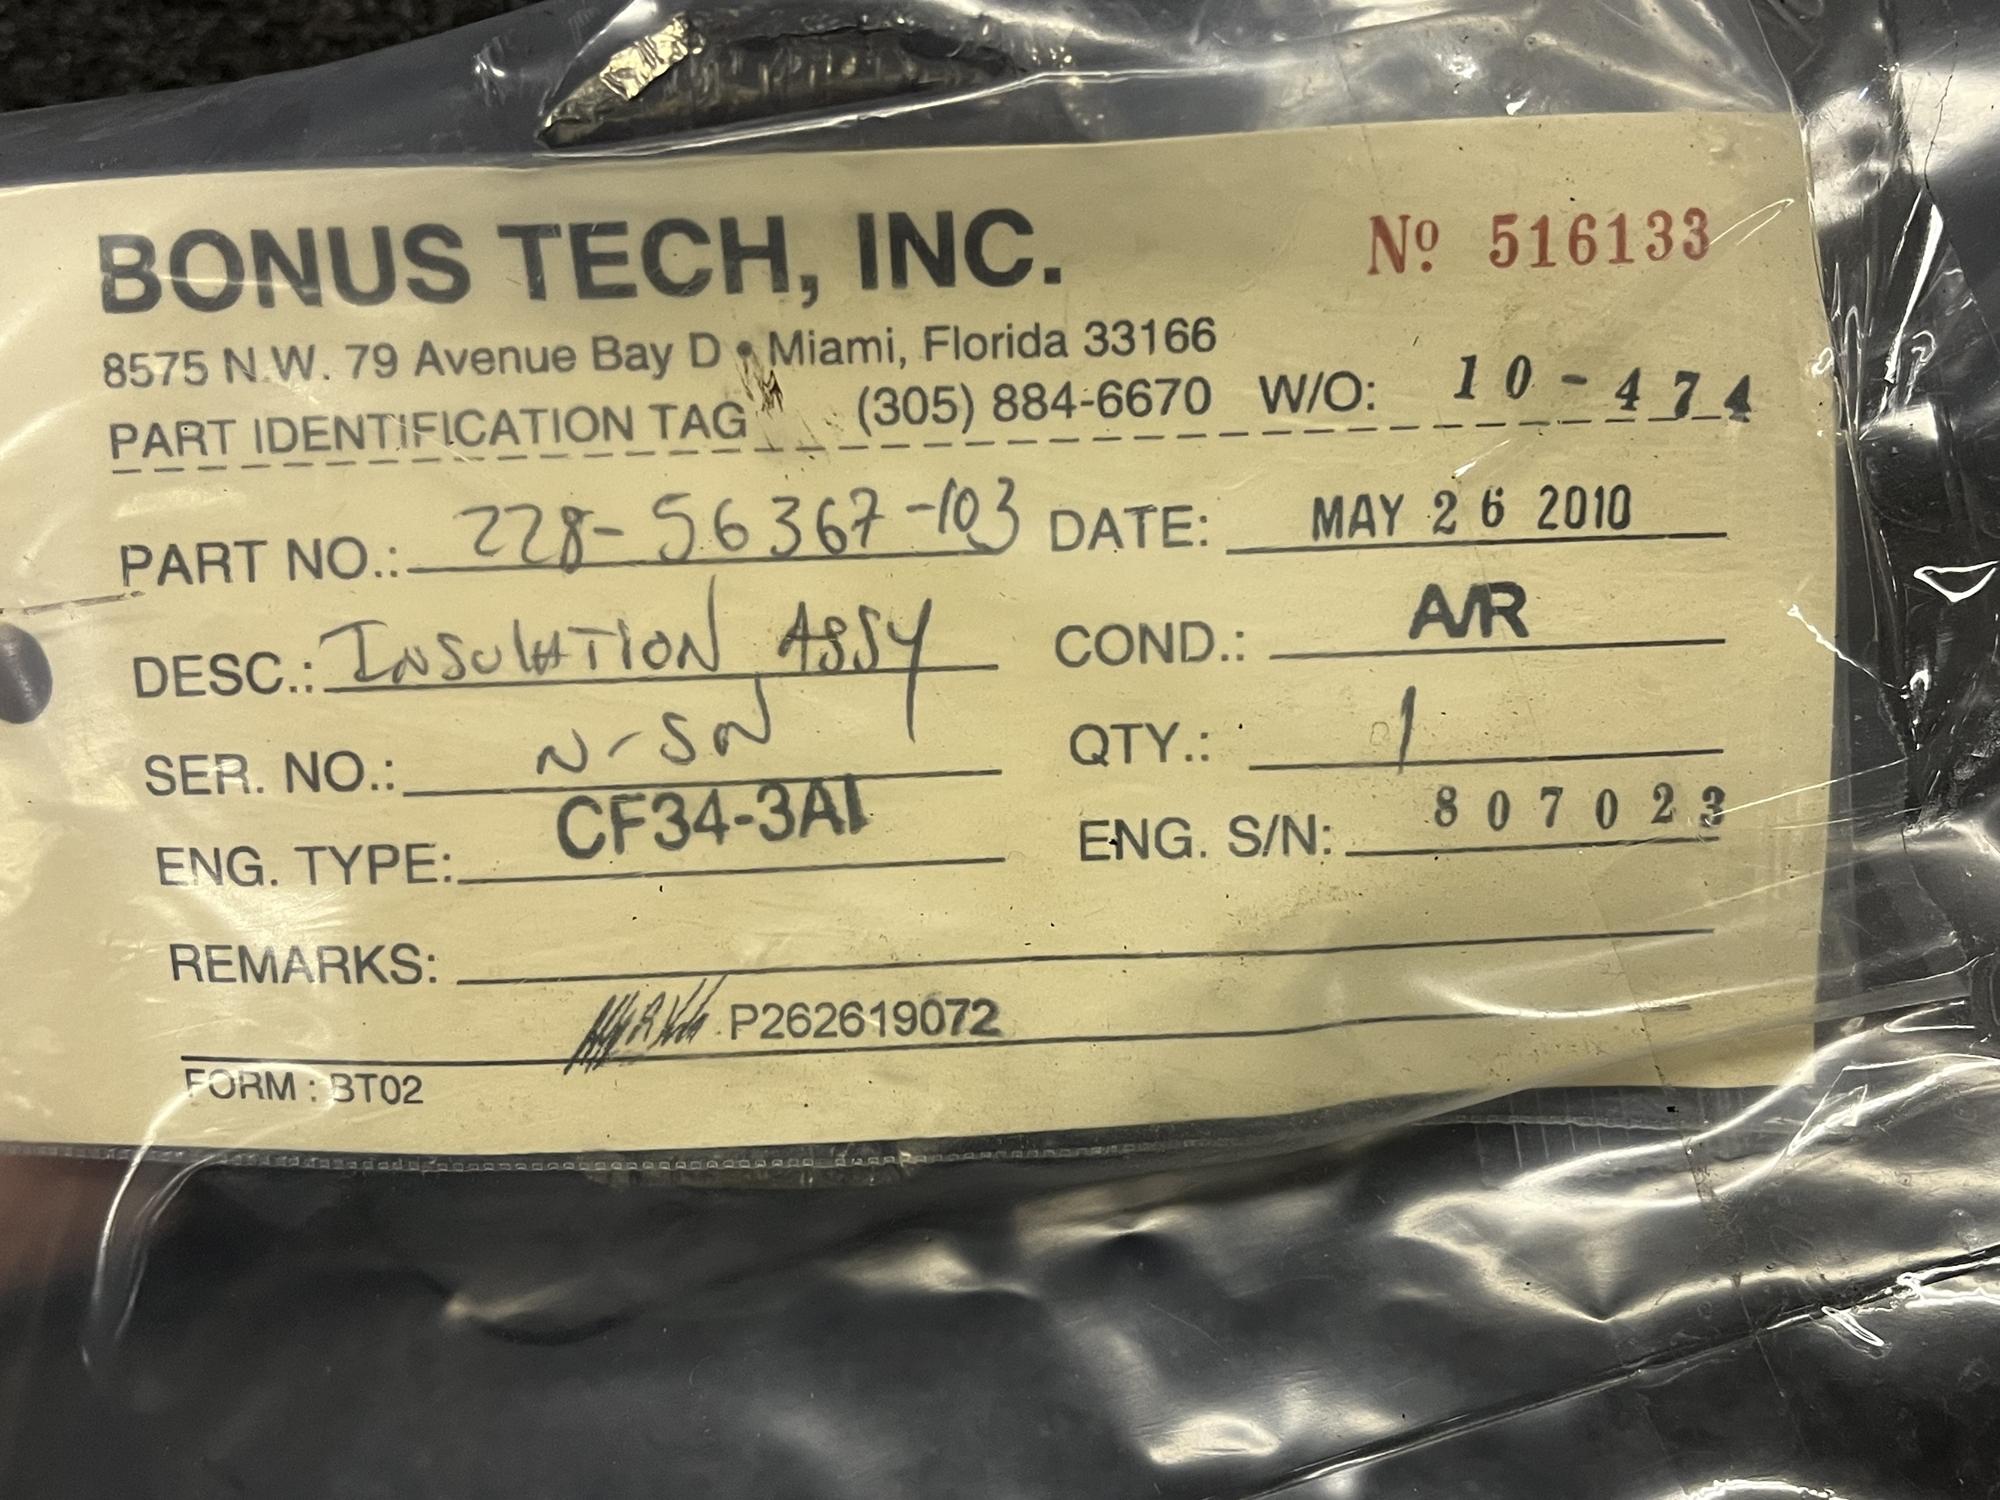 BONUS TECH, INC.
Nº 516133
8575 N.W. 79 Avenue Bay D • Miami, Florida 33166
PART IDENTIFICATION TAG (305) 884-6670 W/O: 10-474
PART NO.: 228-56367-103 DATE: MAY 26 2010
DESC.: INSULATION ASSY COND.: A/R
SER. NO.: N-SN QTY.: 1
ENG. TYPE: CF34-3A1 ENG. S/N: 807023
REMARKS:
P262619072
FORM : BT02